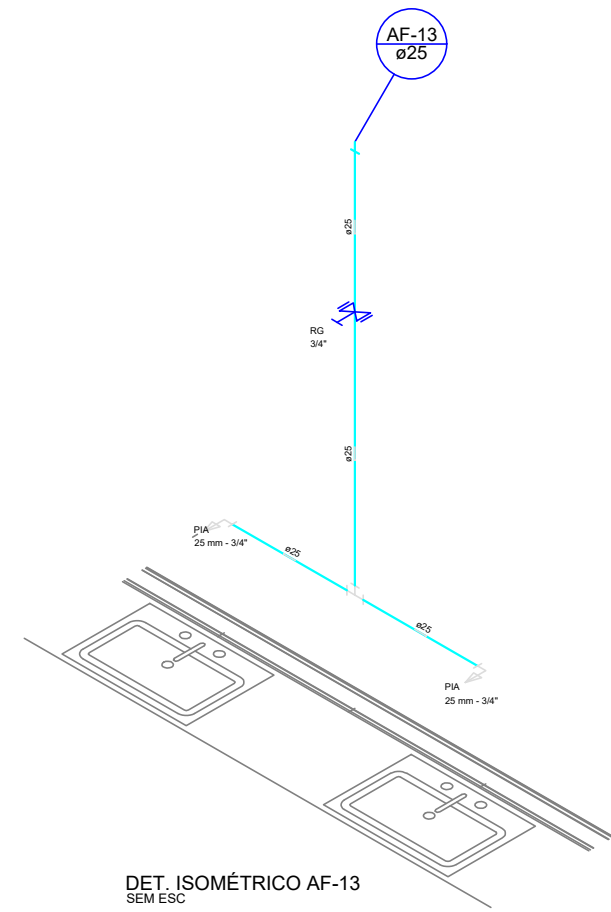 AF-13
ø25
ø25
RG
3/4"
ø25
PIA
25 mm - 3/4"
ø25
ø25
PIA
25 mm - 3/4"
DET. ISOMÉTRICO AF-13
SEM ESC